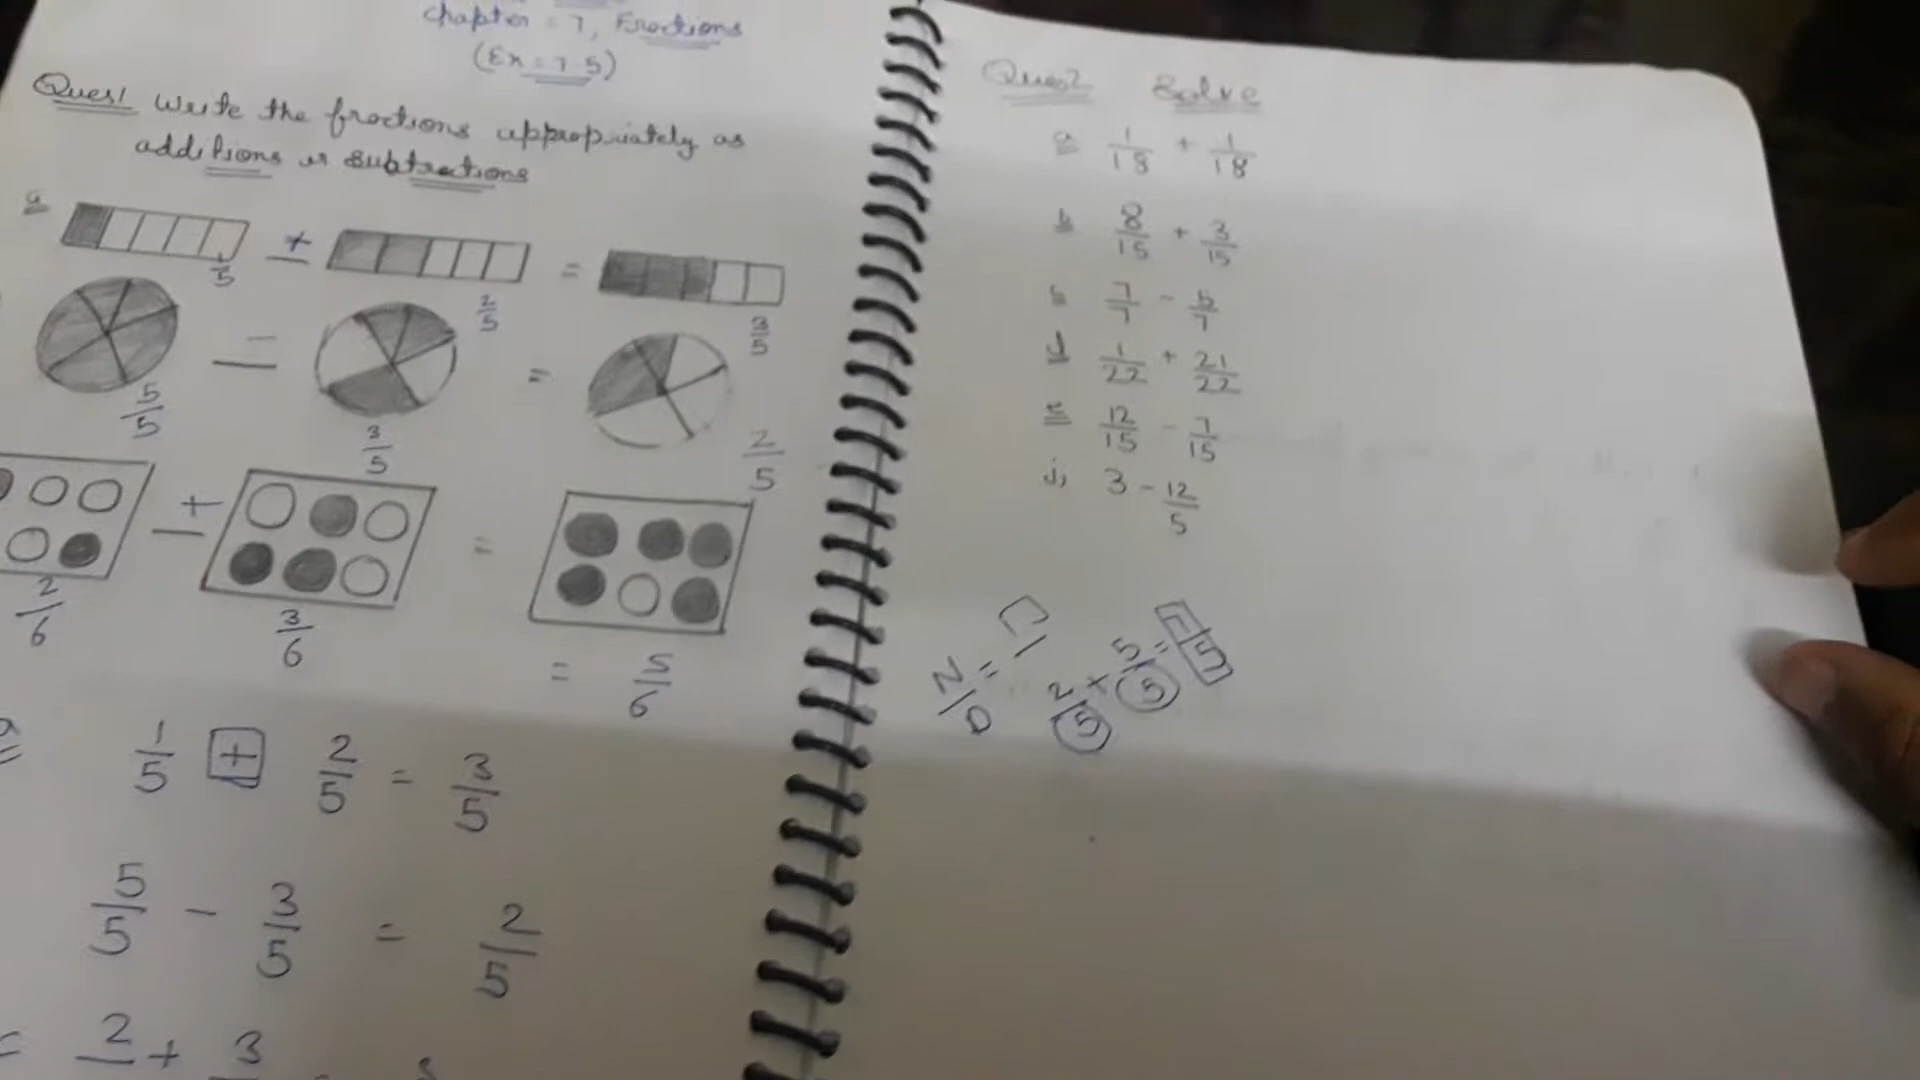 Chapter = 7, Fractions
(Ex = 7.5)
Ques1 Write the fractions appropriately as
additions or Subtractions
a + =
1/5 2/5 3/5
- =
5/5 3/5 2/5
+ =
2/6 3/6 = 5/6
a 1/5 + 2/5 = 3/5
5/5 - 3/5 = 2/5
= 2 + 3
Ques2 Solve
a 1/18 + 1/18
b 8/15 + 3/15
c 7/7 - 5/7
d 1/22 + 21/22
e 12/15 - 7/15
j, 3 - 12/5
2/5 + 5/5 = 5